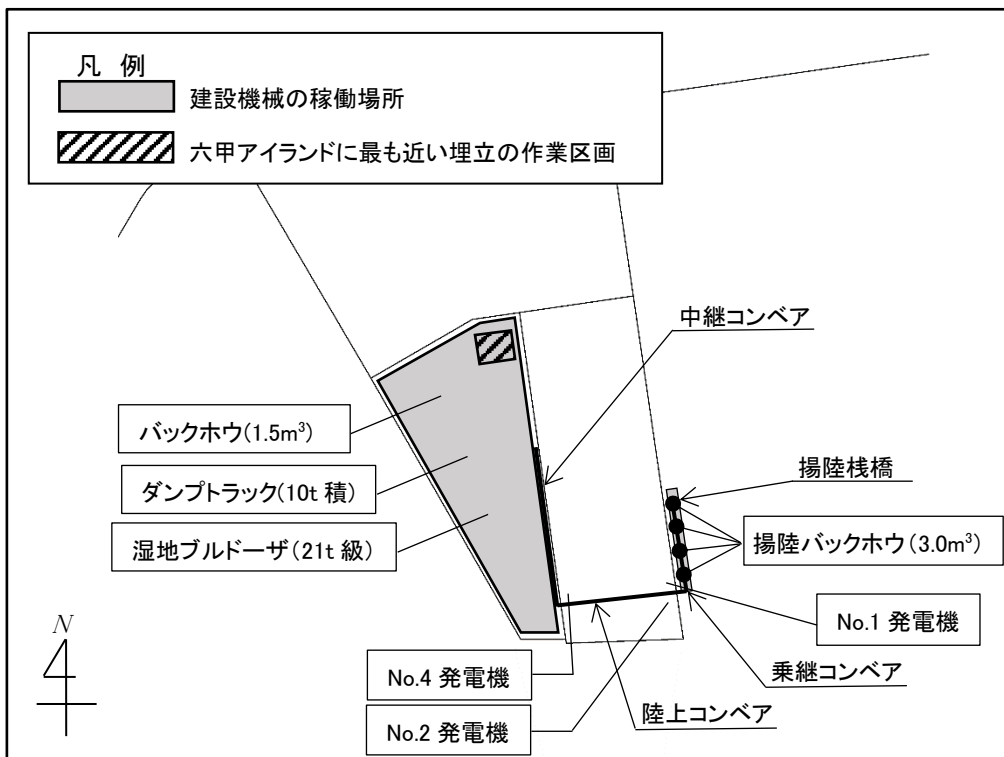 凡 例
建設機械の稼働場所
六甲アイランドに最も近い埋立の作業区画
中継コンベア
バックホウ(1.5m³)
揚陸桟橋
ダンプトラック(10t 積)
揚陸バックホウ(3.0m³)
湿地ブルドーザ(21t 級)
No.1 発電機
N
No.4 発電機
乗継コンベア
陸上コンベア
No.2 発電機